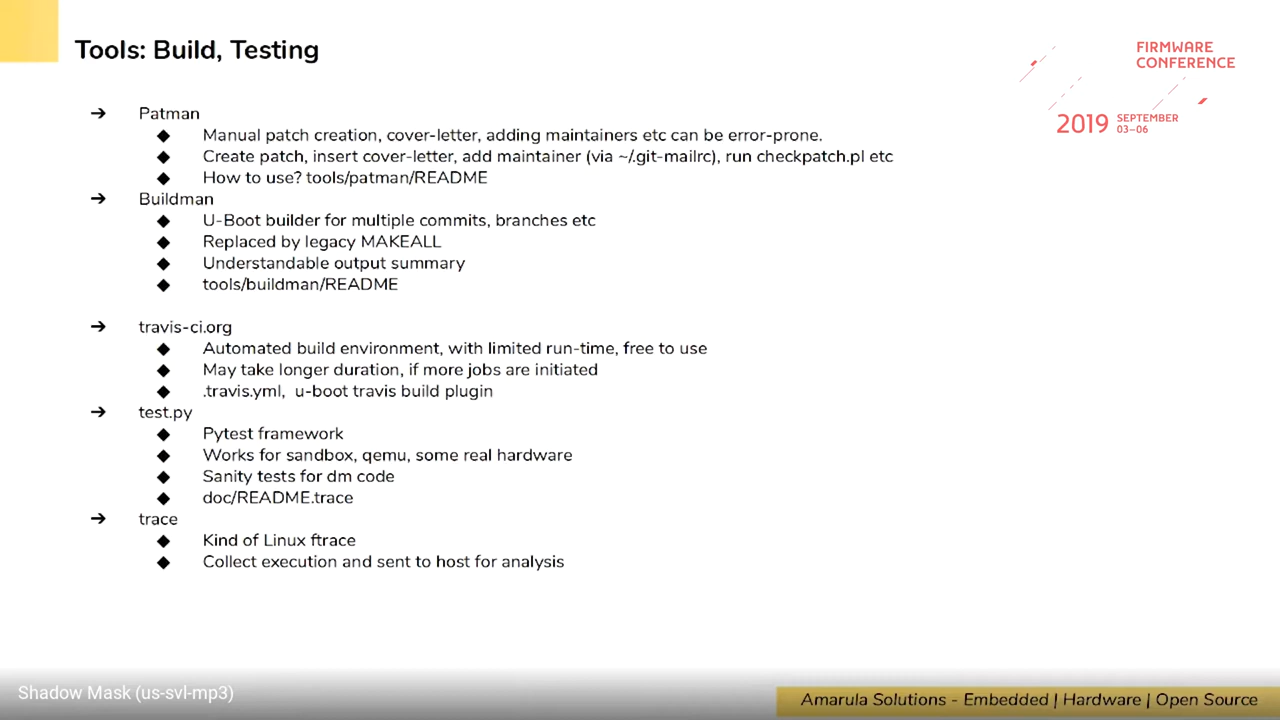 Tools: Build, Testing
FIRMWARE
CONFERENCE
2019 SEPTEMBER
03–06
➔ Patman
◆ Manual patch creation, cover-letter, adding maintainers etc can be error-prone.
◆ Create patch, insert cover-letter, add maintainer (via ~/.git-mailrc), run checkpatch.pl etc
◆ How to use? tools/patman/README
➔ Buildman
◆ U-Boot builder for multiple commits, branches etc
◆ Replaced by legacy MAKEALL
◆ Understandable output summary
◆ tools/buildman/README
➔ travis-ci.org
◆ Automated build environment, with limited run-time, free to use
◆ May take longer duration, if more jobs are initiated
◆ .travis.yml, u-boot travis build plugin
➔ test.py
◆ Pytest framework
◆ Works for sandbox, qemu, some real hardware
◆ Sanity tests for dm code
◆ doc/README.trace
➔ trace
◆ Kind of Linux ftrace
◆ Collect execution and sent to host for analysis
Shadow Mask (us-svl-mp3)
Amarula Solutions - Embedded | Hardware | Open Source